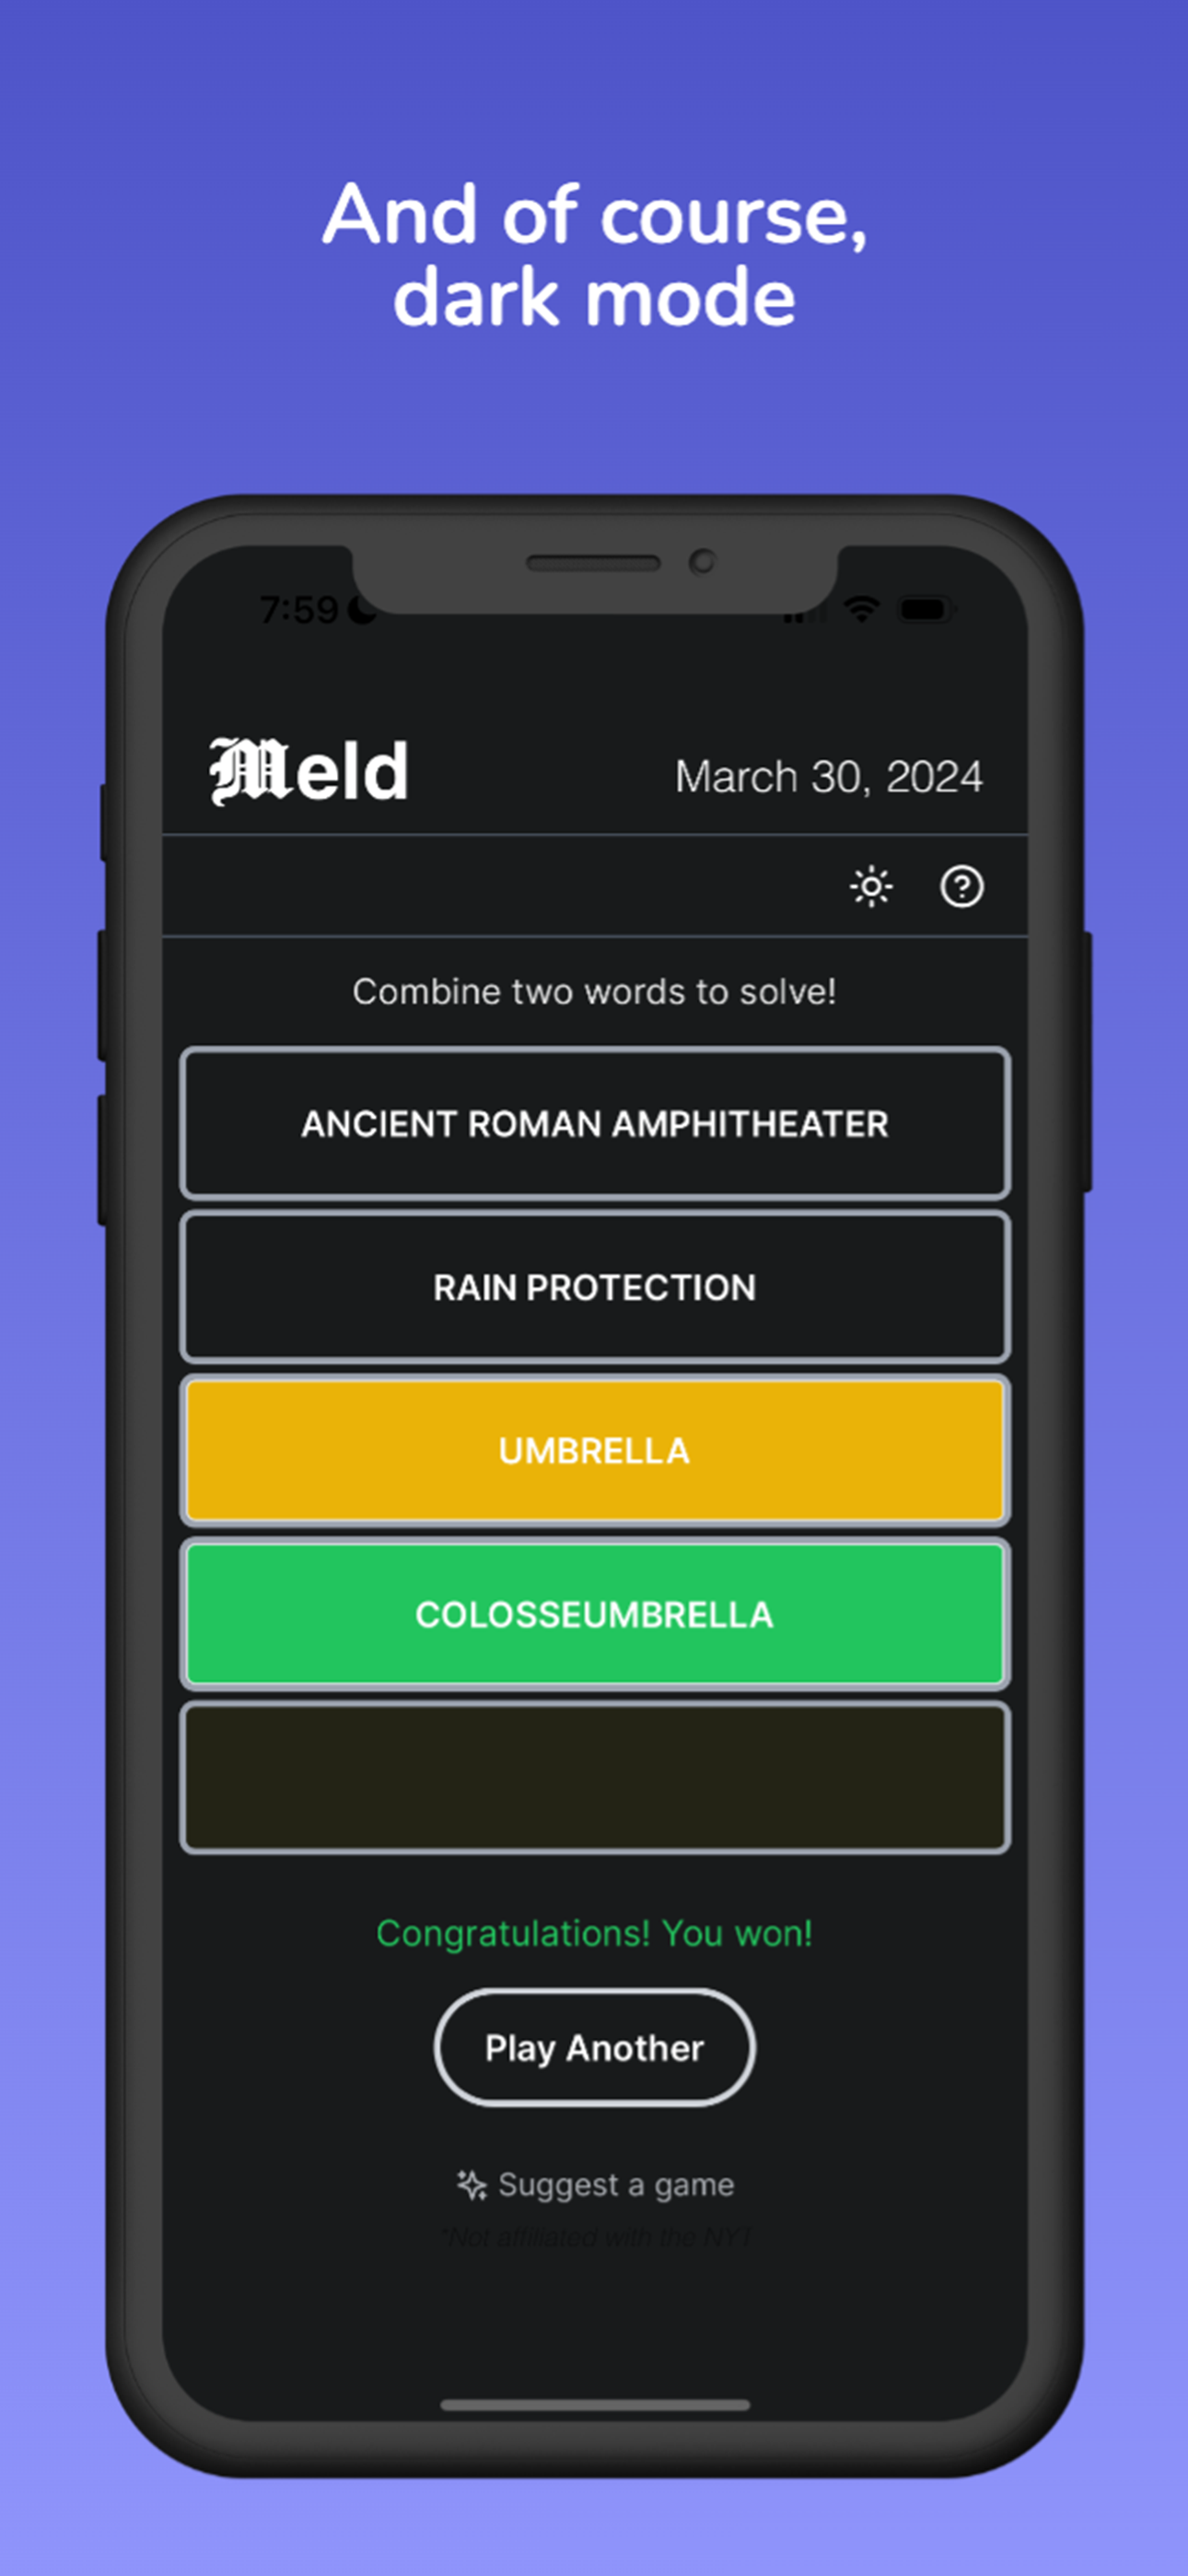 And of course,
dark mode
7:59
Meld
March 30, 2024
Combine two words to solve!
ANCIENT ROMAN AMPHITHEATER
RAIN PROTECTION
UMBRELLA
COLOSSEUMBRELLA
Congratulations! You won!
Play Another
Suggest a game
*Not affiliated with the NYT